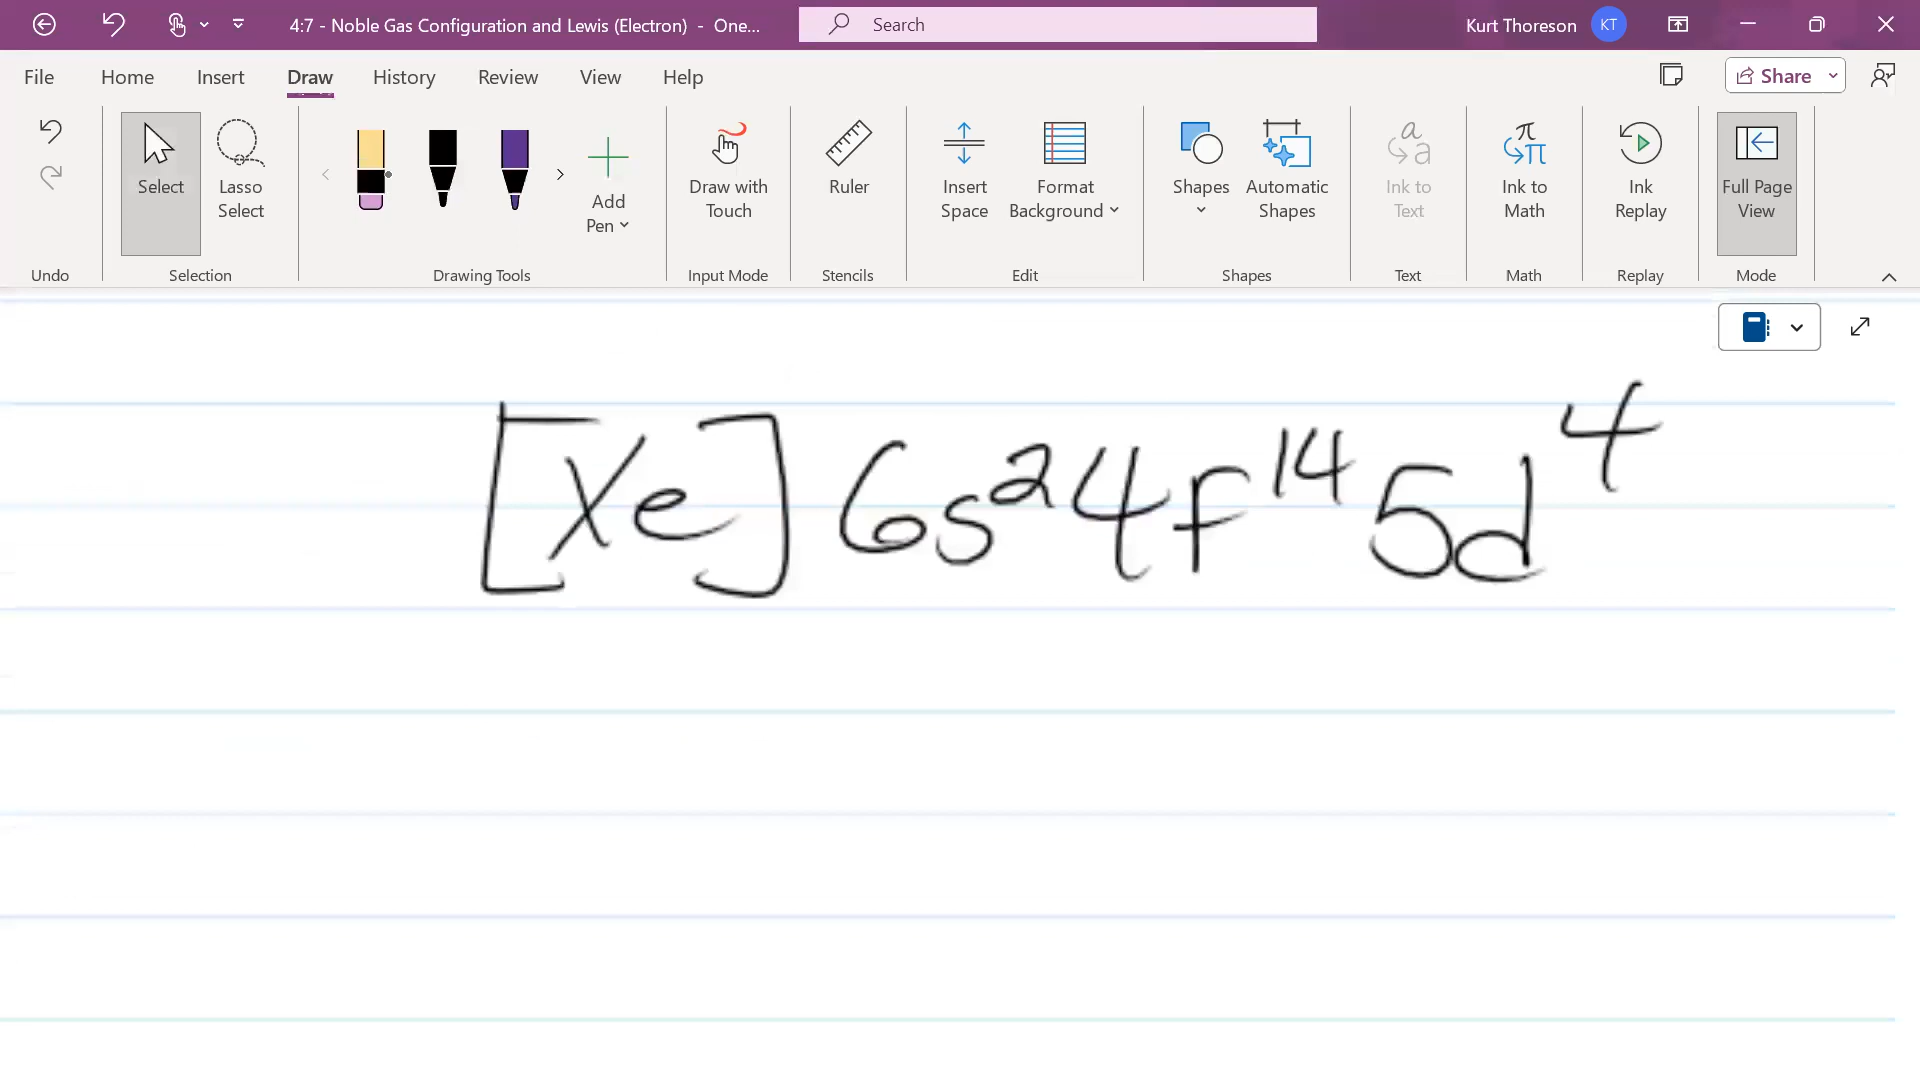 4:7 - Noble Gas Configuration and Lewis (Electron) - One...
Search
Kurt Thoreson
KT
File Home Insert Draw History Review View Help
Share
Select
Lasso Select
Add Pen
Draw with Touch
Ruler
Insert Space
Format Background
Shapes
Automatic Shapes
Ink to Text
Ink to Math
Ink Replay
Full Page View
Undo Selection Drawing Tools Input Mode Stencils Edit Shapes Text Math Replay Mode
[Xe] 6s² 4f¹⁴ 5d⁴